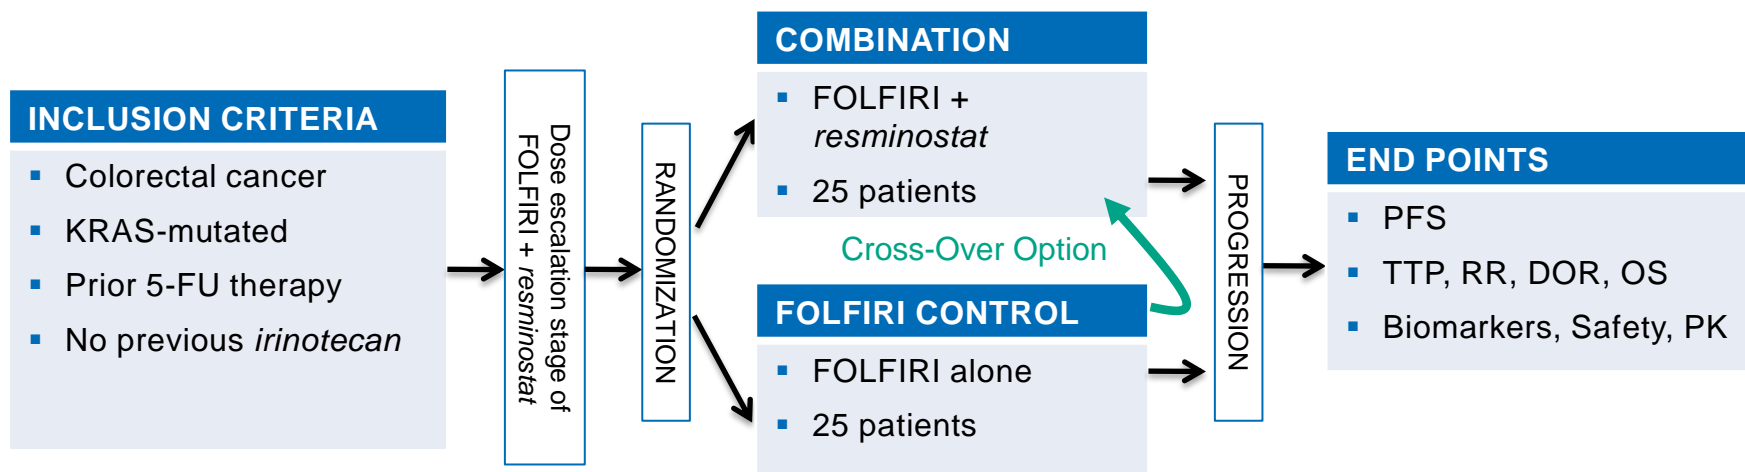 INCLUSION CRITERIA
▪ Colorectal cancer
▪ KRAS-mutated
▪ Prior 5-FU therapy
▪ No previous irinotecan
Dose escalation stage of
FOLFIRI + resminostat
RANDOMIZATION
COMBINATION
▪ FOLFIRI +
resminostat
▪ 25 patients
Cross-Over Option
FOLFIRI CONTROL
▪ FOLFIRI alone
▪ 25 patients
PROGRESSION
END POINTS
▪ PFS
▪ TTP, RR, DOR, OS
▪ Biomarkers, Safety, PK